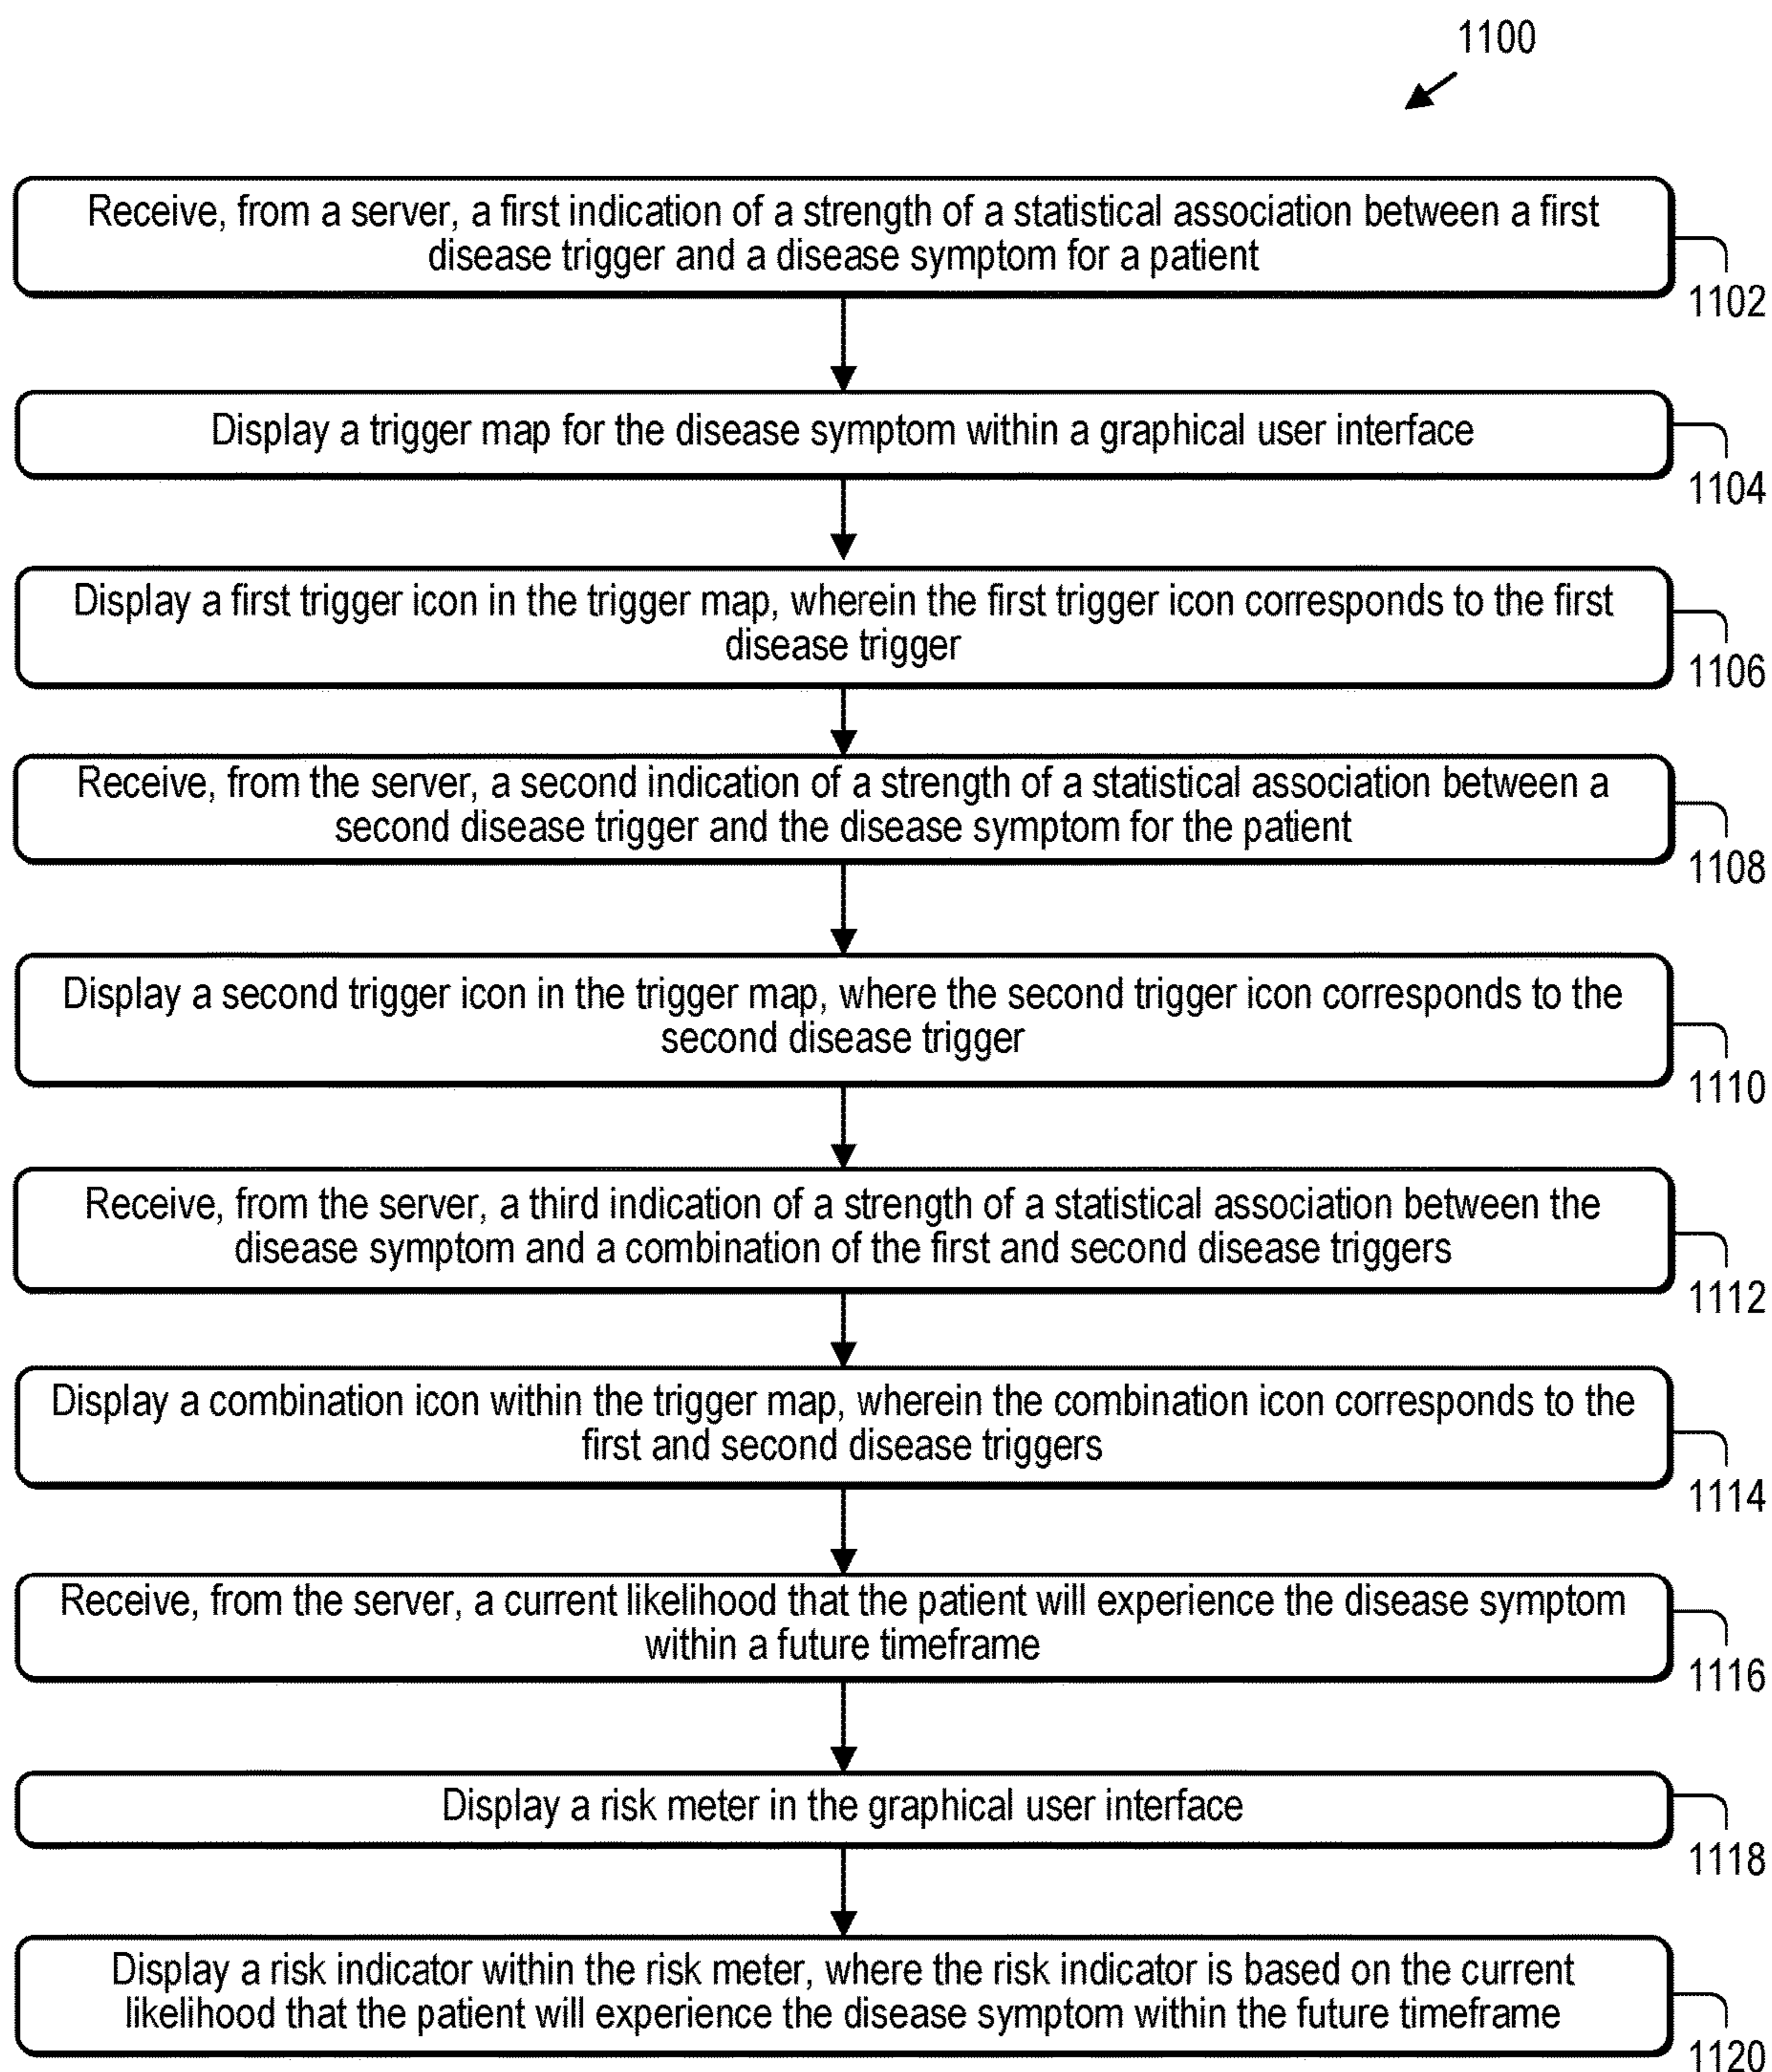 1100
Receive, from a server, a first indication of a strength of a statistical association between a first
disease trigger and a disease symptom for a patient
1102
Display a trigger map for the disease symptom within a graphical user interface
1104
Display a first trigger icon in the trigger map, wherein the first trigger icon corresponds to the first
disease trigger
1106
Receive, from the server, a second indication of a strength of a statistical association between a
second disease trigger and the disease symptom for the patient
1108
Display a second trigger icon in the trigger map, where the second trigger icon corresponds to the
second disease trigger
1110
Receive, from the server, a third indication of a strength of a statistical association between the
disease symptom and a combination of the first and second disease triggers
1112
Display a combination icon within the trigger map, wherein the combination icon corresponds to the
first and second disease triggers
1114
Receive, from the server, a current likelihood that the patient will experience the disease symptom
within a future timeframe
1116
Display a risk meter in the graphical user interface
1118
Display a risk indicator within the risk meter, where the risk indicator is based on the current
likelihood that the patient will experience the disease symptom within the future timeframe
1120